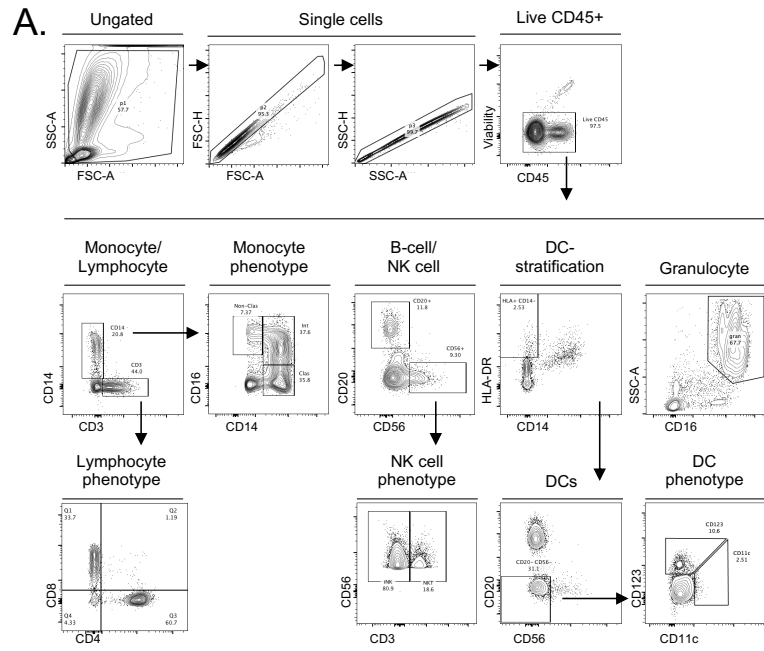 A.
Ungated
Single cells
Live CD45+
SSC-A
p1
57.7
FSC-A
FSC-H
p2
95.3
FSC-A
SSC-H
p3
99.7
SSC-A
Viability
Live CD45
97.5
CD45
Monocyte/
Lymphocyte
Monocyte
phenotype
B-cell/
NK cell
DC-
stratification
Granulocyte
CD14
CD14
20.8
CD3
44.0
CD3
CD16
Non-Clas
7.37
Int
37.6
Clas
35.8
CD14
CD20
CD20+
11.8
CD56+
9.30
CD56
HLA-DR
HLA+ CD14-
2.53
CD14
SSC-A
gran
67.7
CD16
Lymphocyte
phenotype
NK cell
phenotype
DCs
DC
phenotype
CD8
Q1
33.7
Q2
1.19
Q4
4.33
Q3
60.7
CD4
CD56
iNK
80.9
NKT
18.6
CD3
CD20
CD20- CD56-
31.1
CD56
CD123
CD123
10.6
CD11c
2.51
CD11c